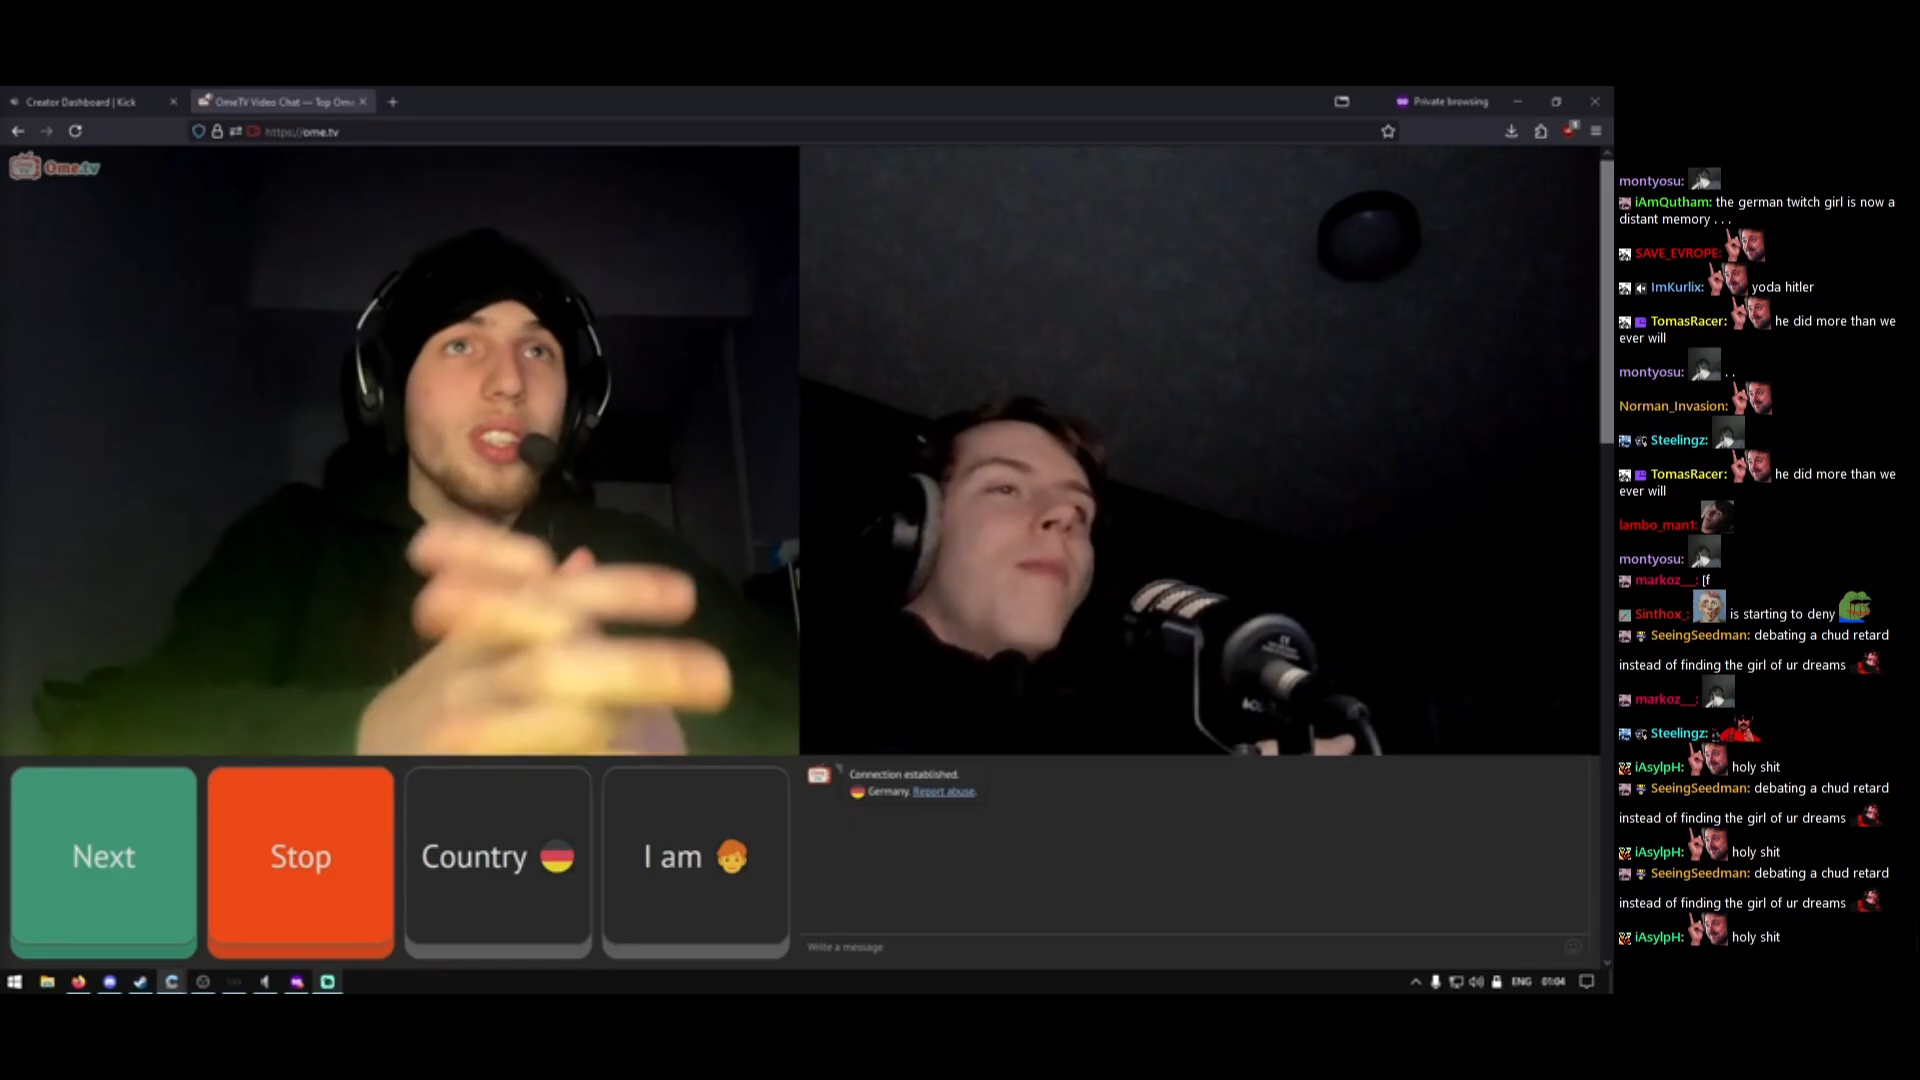 Creator Dashboard | Kick
OmeTV Video Chat — Top Ome
Private browsing
https://ome.tv
Ome.tv
Next
Stop
Country
I am
Connection established.
Germany. Report abuse.
Write a message
ENG
01:04
montyosu:
iAmQutham: the german twitch girl is now a
distant memory . . .
SAVE_EVROPE:
ImKurlix: yoda hitler
TomasRacer: he did more than we
ever will
montyosu: . .
Norman_Invasion:
Steelingz:
TomasRacer: he did more than we
ever will
lambo_man1:
montyosu:
markoz__: [f
Sinthox_: is starting to deny
SeeingSeedman: debating a chud retard
instead of finding the girl of ur dreams
markoz__:
Steelingz:
iAsylpH: holy shit
SeeingSeedman: debating a chud retard
instead of finding the girl of ur dreams
iAsylpH: holy shit
SeeingSeedman: debating a chud retard
instead of finding the girl of ur dreams
iAsylpH: holy shit